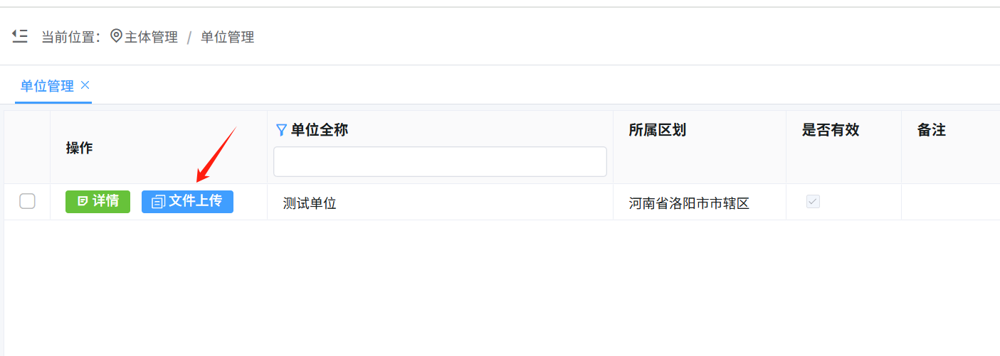 当前位置： 主体管理 / 单位管理
单位管理
操作 单位全称 所属区划 是否有效 备注
详情 文件上传 测试单位 河南省洛阳市市辖区